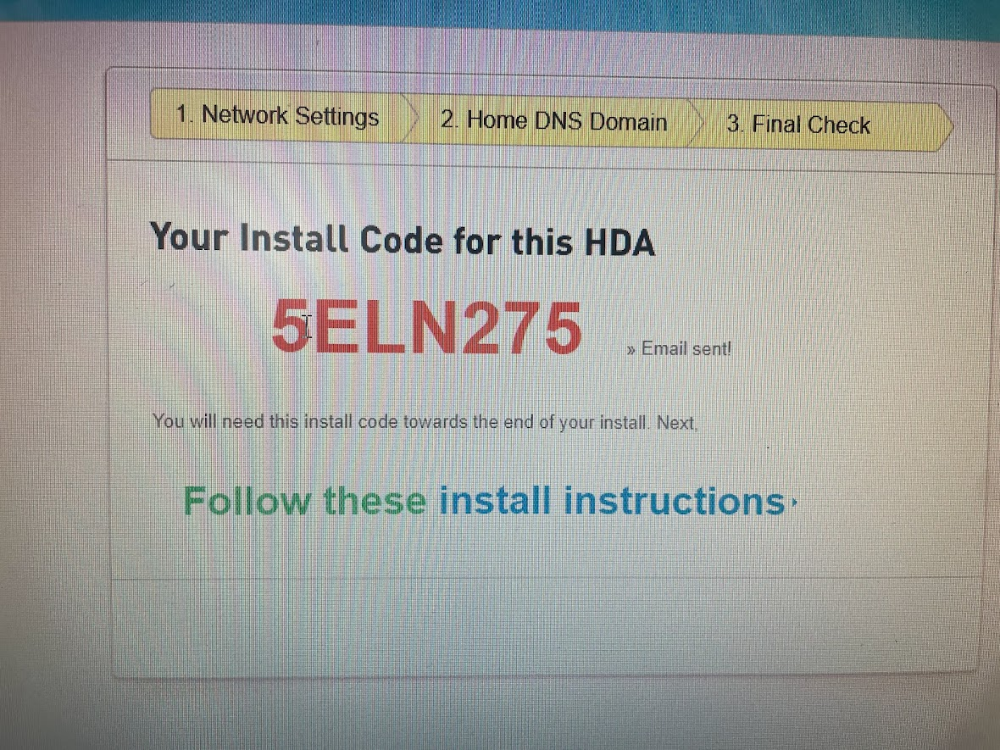 1. Network Settings 2. Home DNS Domain 3. Final Check
Your Install Code for this HDA
5ELN275 » Email sent!
You will need this install code towards the end of your install. Next,
Follow these install instructions